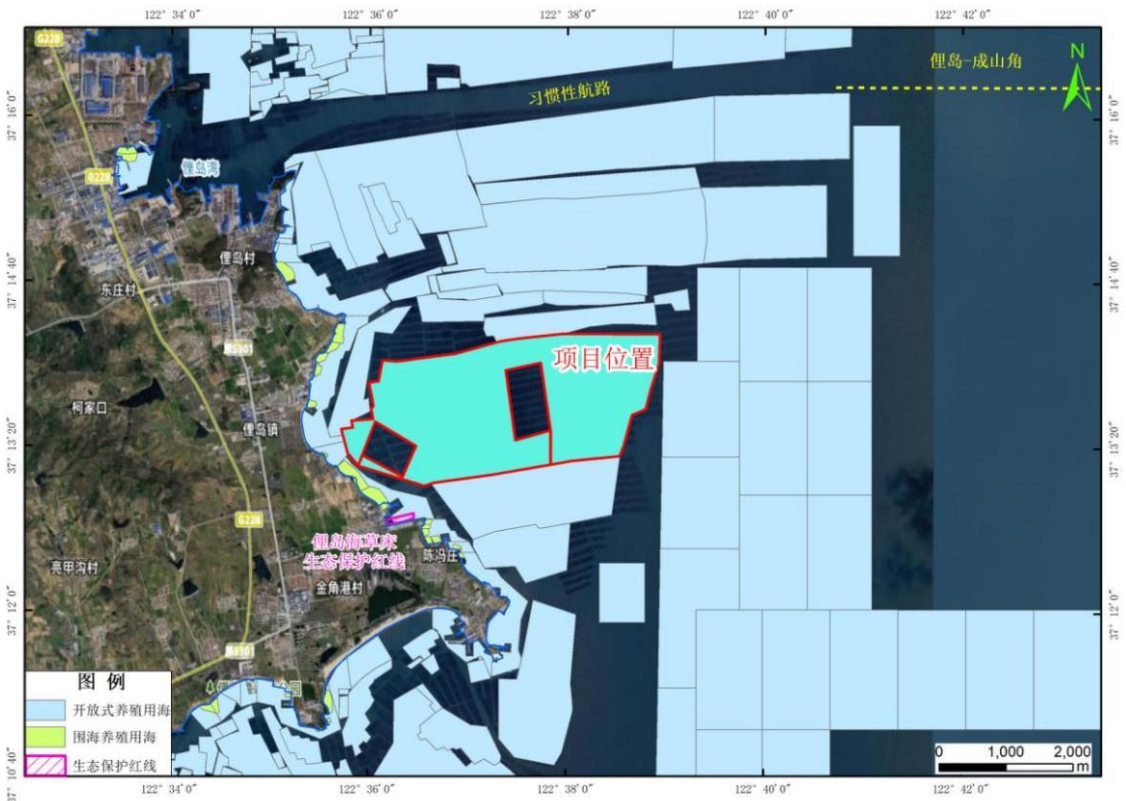 122° 34′ 0″
122° 36′ 0″
122° 38′ 0″
122° 40′ 0″
122° 42′ 0″
G228
俚岛-成山角
N
习惯性航路
37° 16′ 0″
37° 16′ 0″
G228
俚岛湾
俚岛村
37° 14′ 40″
37° 14′ 40″
东庄村
S301
项目位置
柯家口
俚岛镇
37° 13′ 20″
37° 13′ 20″
G228
俚岛海草床
生态保护红线
陈冯庄
亮甲沟村
金角港村
37° 12′ 0″
37° 12′ 0″
S301
图 例
开放式养殖用海
围海养殖用海
生态保护红线
0 1,000 2,000
m
37° 10′ 40″
37° 10′ 40″
122° 34′ 0″
122° 36′ 0″
122° 38′ 0″
122° 40′ 0″
122° 42′ 0″